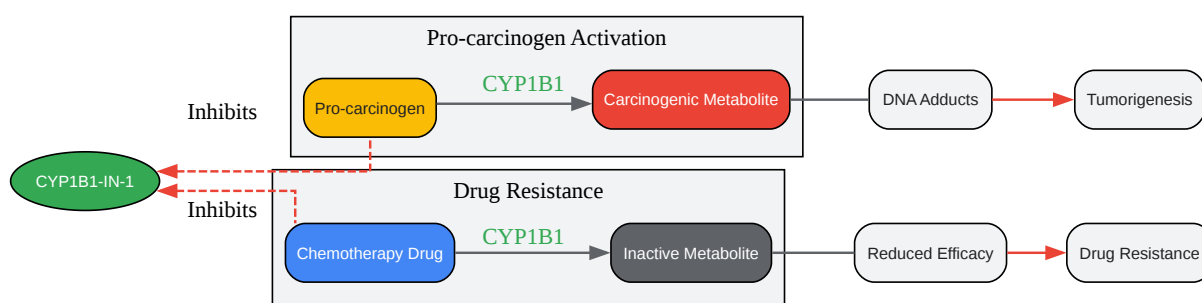 Pro-carcinogen Activation
Pro-carcinogen
CYP1B1
Carcinogenic Metabolite
DNA Adducts
Tumorigenesis
Inhibits
CYP1B1-IN-1
Inhibits
Drug Resistance
Chemotherapy Drug
CYP1B1
Inactive Metabolite
Reduced Efficacy
Drug Resistance